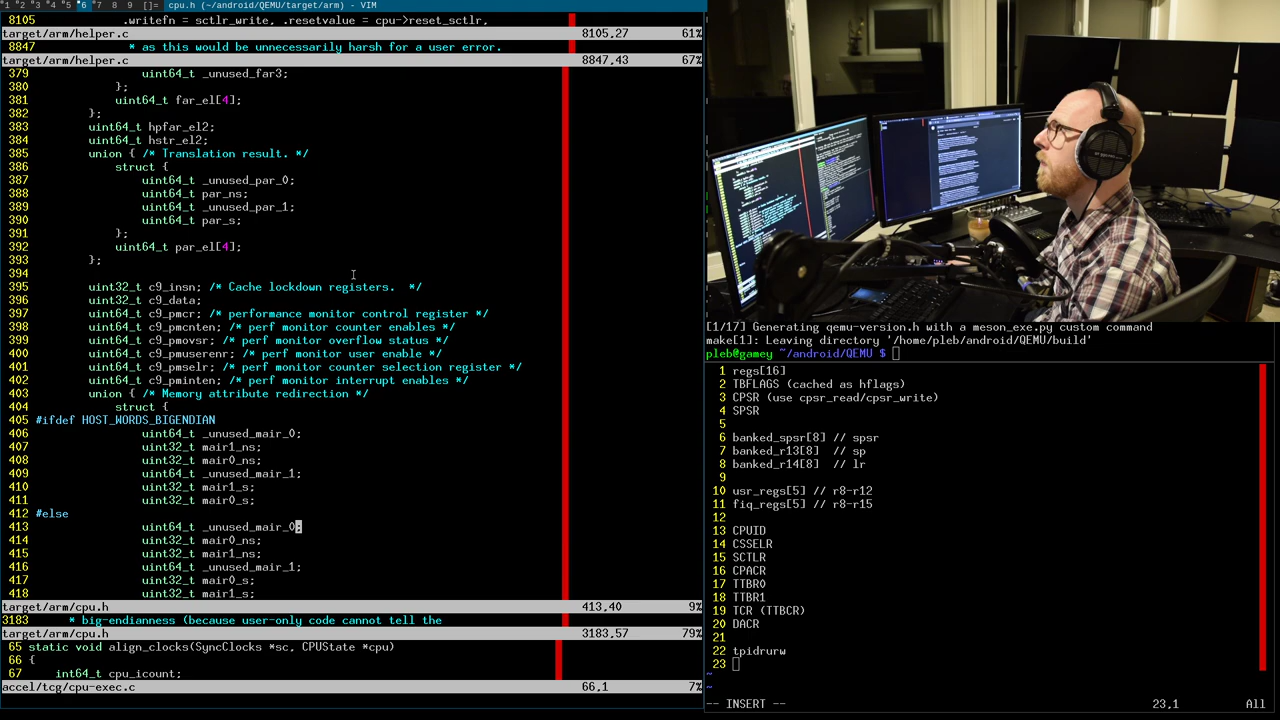 1 2 3 4 5 6 7 8 9 []= cpu.h (~/android/QEMU/target/arm) - VIM
8105 .writefn = sctlr_write, .resetvalue = cpu->reset_sctlr,
target/arm/helper.c 8105,27 61%
8847 * as this would be unnecessarily harsh for a user error.
target/arm/helper.c 8847,43 67%
379 uint64_t _unused_far3;
380 };
381 uint64_t far_el[4];
382 };
383 uint64_t hpfar_el2;
384 uint64_t hstr_el2;
385 union { /* Translation result. */
386 struct {
387 uint64_t _unused_par_0;
388 uint64_t par_ns;
389 uint64_t _unused_par_1;
390 uint64_t par_s;
391 };
392 uint64_t par_el[4];
393 };
394
395 uint32_t c9_insn; /* Cache lockdown registers.  */
396 uint32_t c9_data;
397 uint64_t c9_pmcr; /* performance monitor control register */
398 uint64_t c9_pmcnten; /* perf monitor counter enables */
399 uint64_t c9_pmovsr; /* perf monitor overflow status */
400 uint64_t c9_pmuserenr; /* perf monitor user enable */
401 uint64_t c9_pmselr; /* perf monitor counter selection register */
402 uint64_t c9_pminten; /* perf monitor interrupt enables */
403 union { /* Memory attribute redirection */
404 struct {
405 #ifdef HOST_WORDS_BIGENDIAN
406 uint64_t _unused_mair_0;
407 uint32_t mair1_ns;
408 uint32_t mair0_ns;
409 uint64_t _unused_mair_1;
410 uint32_t mair1_s;
411 uint32_t mair0_s;
412 #else
413 uint64_t _unused_mair_0;
414 uint32_t mair0_ns;
415 uint32_t mair1_ns;
416 uint64_t _unused_mair_1;
417 uint32_t mair0_s;
418 uint32_t mair1_s;
target/arm/cpu.h 413,40 9%
3183 * big-endianness (because user-only code cannot tell the
target/arm/cpu.h 3183,57 79%
65 static void align_clocks(SyncClocks *sc, CPUState *cpu)
66 {
67 int64_t cpu_icount;
accel/tcg/cpu-exec.c 66,1 7%
[1/17] Generating qemu-version.h with a meson_exe.py custom command
make[1]: Leaving directory '/home/pleb/android/QEMU/build'
pleb@gamey ~/android/QEMU $
1 regs[16]
2 TBFLAGS (cached as hflags)
3 CPSR (use cpsr_read/cpsr_write)
4 SPSR
5
6 banked_spsr[8] // spsr
7 banked_r13[8]  // sp
8 banked_r14[8]  // lr
9
10 usr_regs[5] // r8-r12
11 fiq_regs[5] // r8-r15
12
13 CPUID
14 CSSELR
15 SCTLR
16 CPACR
17 TTBR0
18 TTBR1
19 TCR (TTBCR)
20 DACR
21
22 tpidrurw
23
~
~
-- INSERT -- 23,1 All